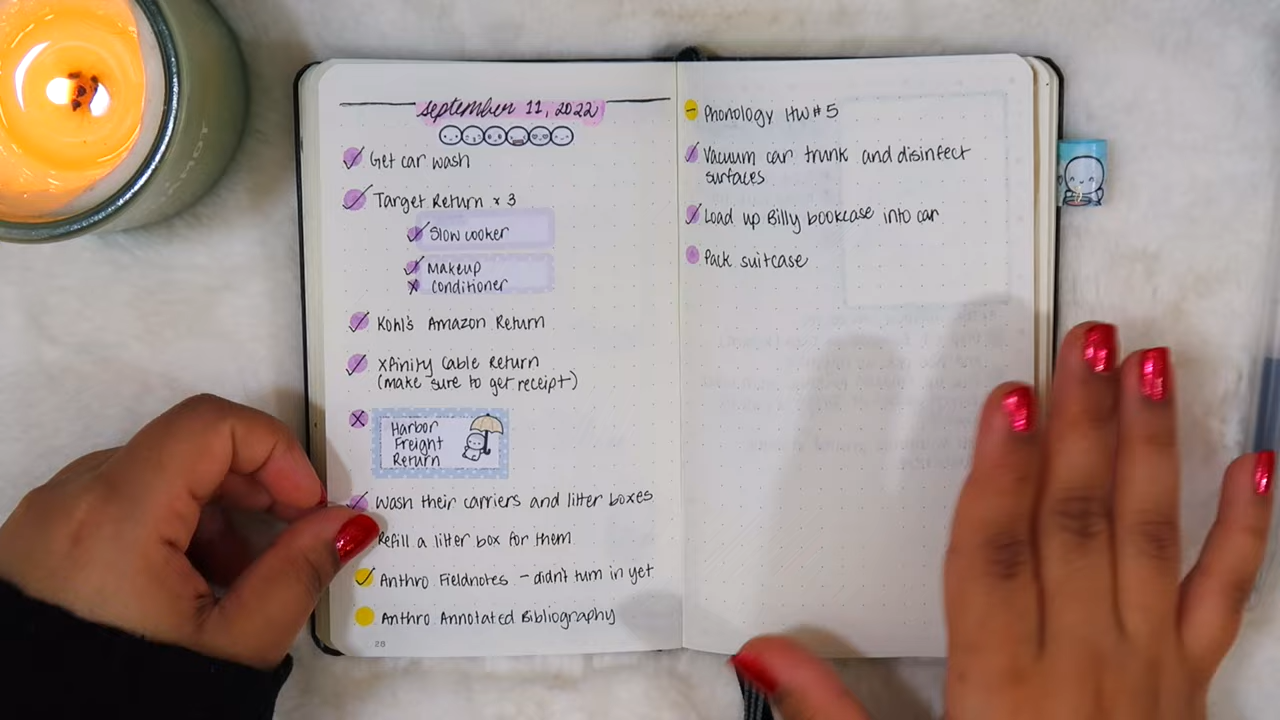 september 11, 2022
Get car wash
Target Return x 3
Slow cooker
Makeup
Conditioner
Kohl's Amazon Return
Xfinity Cable Return
(make sure to get receipt)
Harbor
Freight
Return
Wash their carriers and litter boxes
Refill a litter box for them
Anthro Fieldnotes - didn't turn in yet
Anthro Annotated Bibliography
28
Phonology HW #5
Vacuum car trunk and disinfect
surfaces
Load up Billy bookcase into car
Pack suitcase